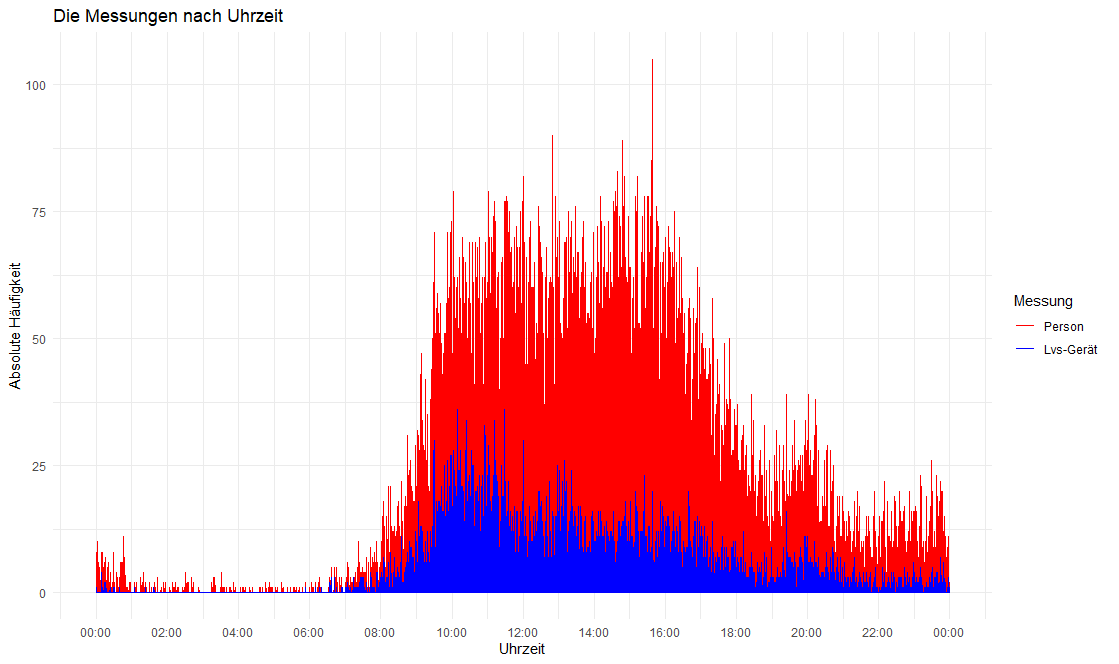 Die Messungen nach Uhrzeit
Absolute Häufigkeit
100
75
50
25
0
00:00 02:00 04:00 06:00 08:00 10:00 12:00 14:00 16:00 18:00 20:00 22:00 00:00
Uhrzeit
Messung
Person
Lvs-Gerät